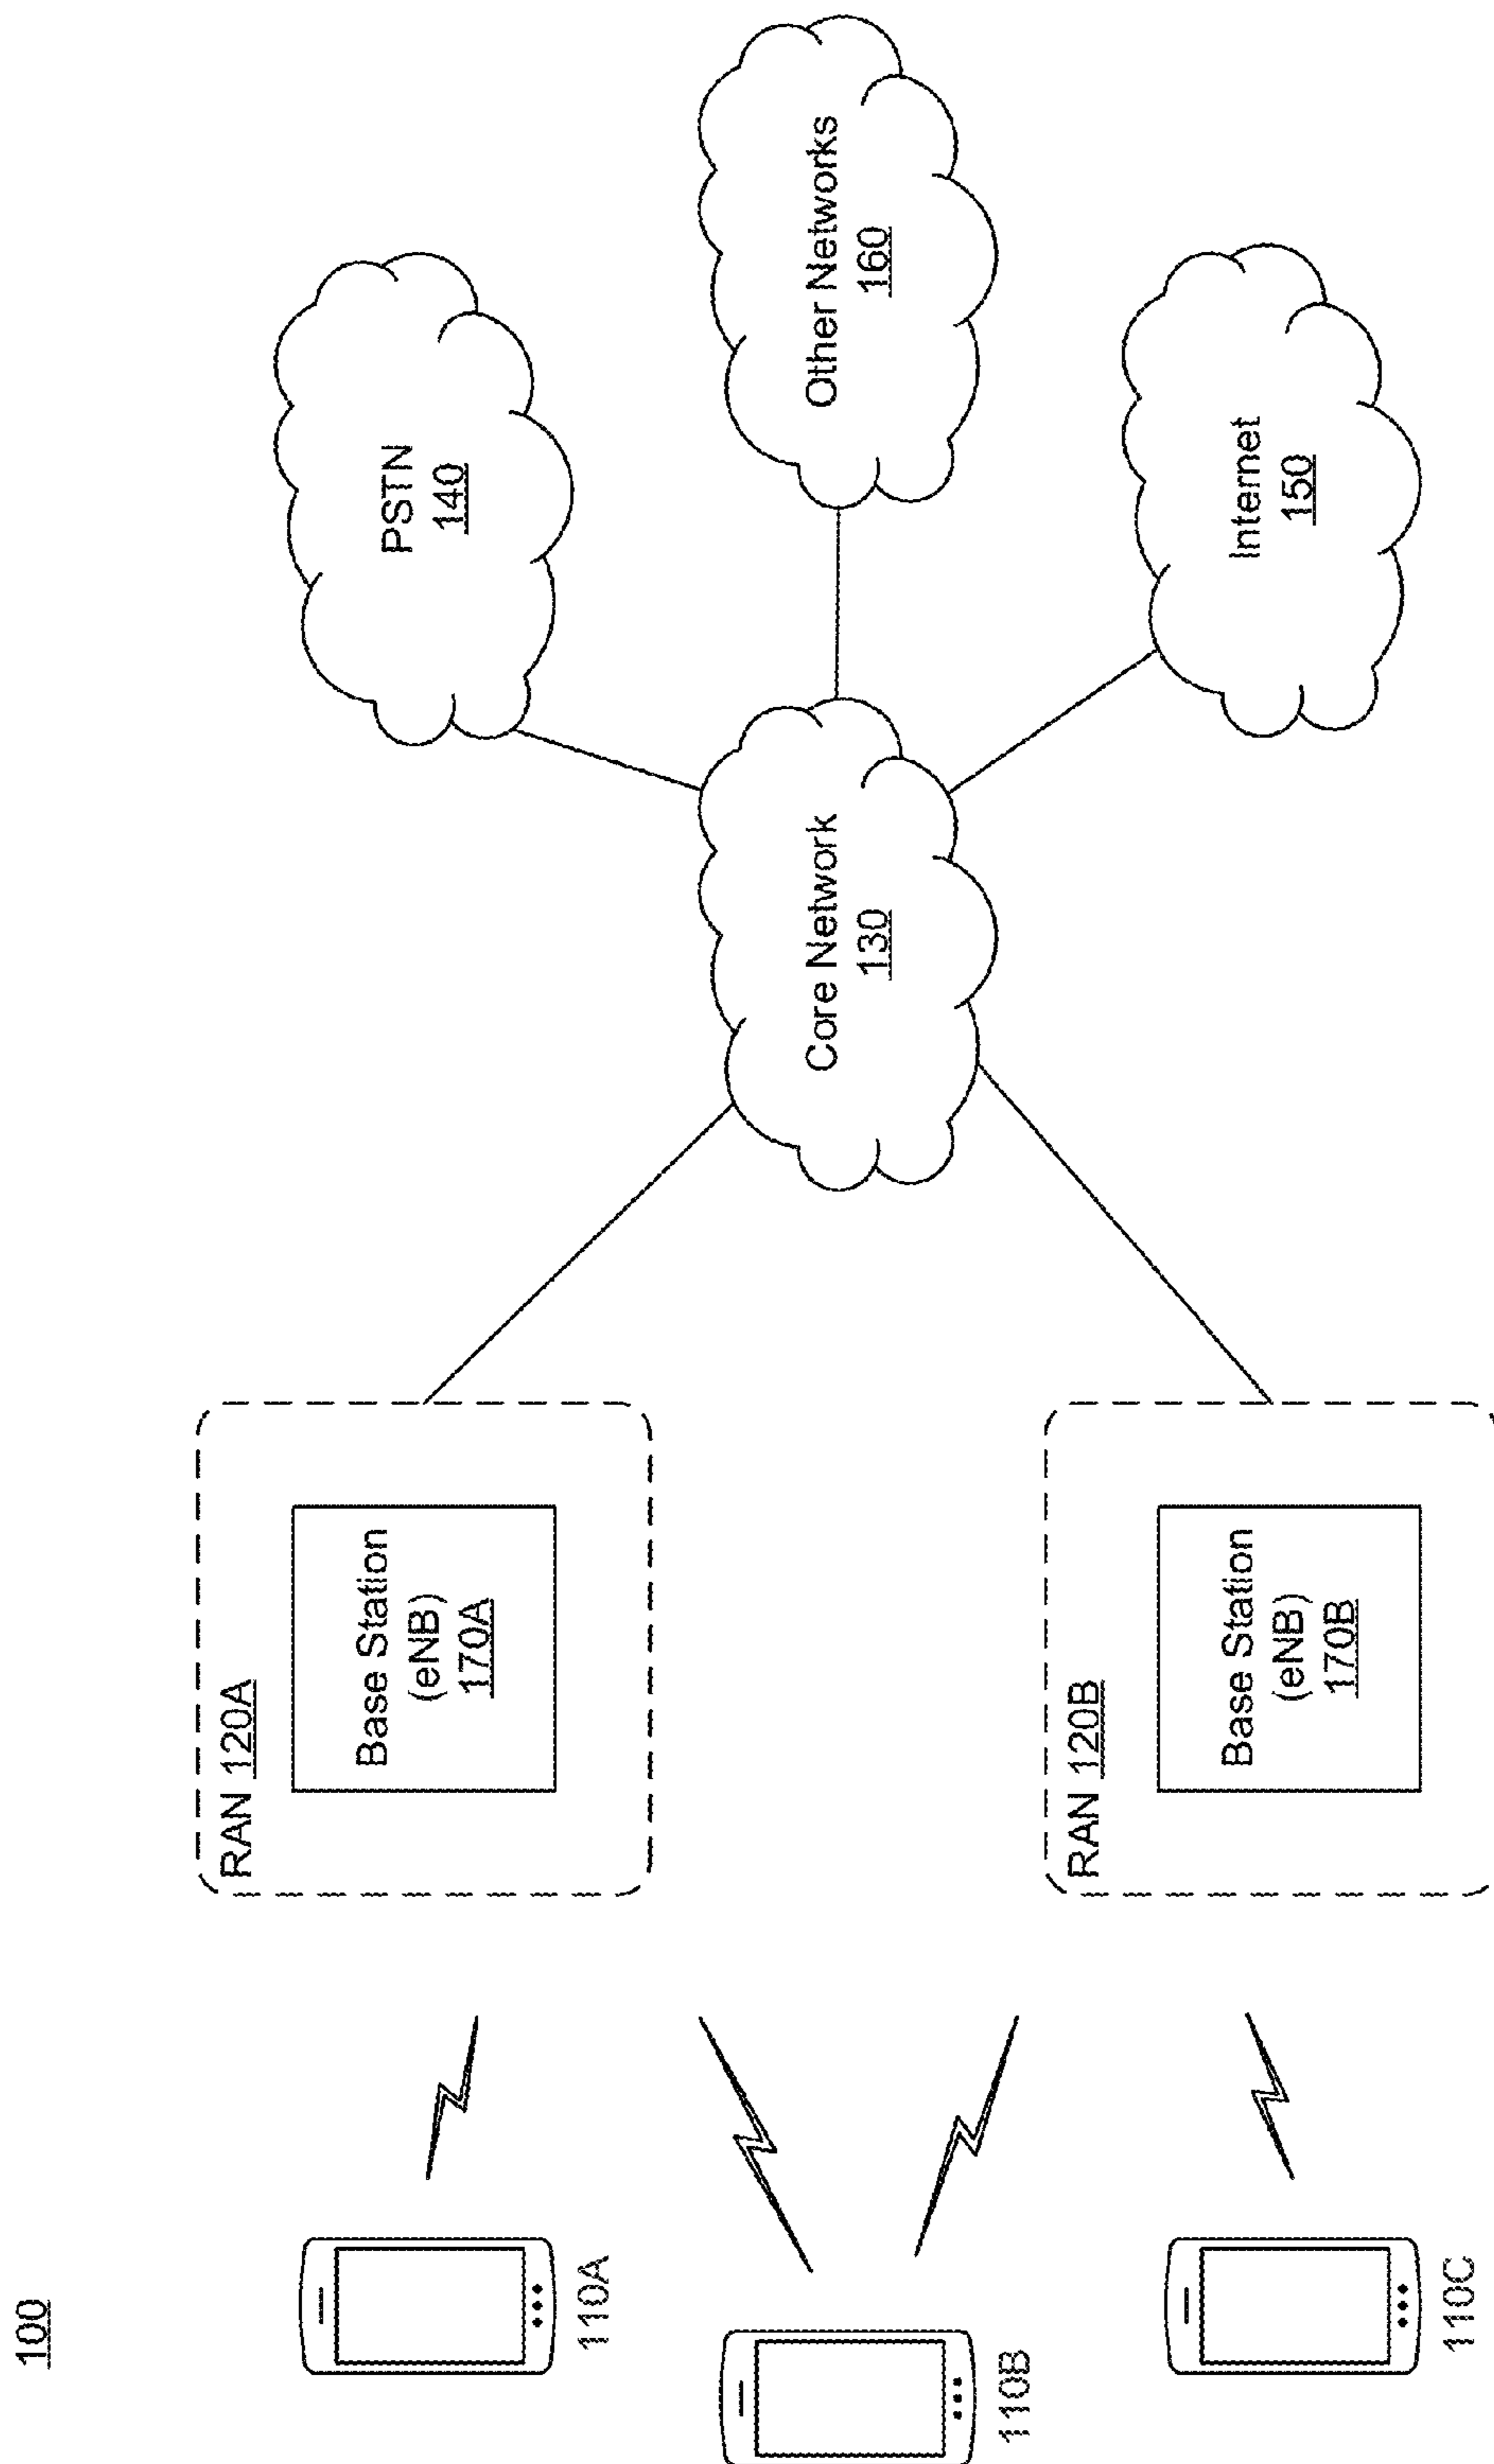 100
110A
110B
110C
RAN 120A
Base Station
(eNB)
170A
RAN 120B
Base Station
(eNB)
170B
Core Network
130
PSTN
140
Other Networks
160
Internet
150